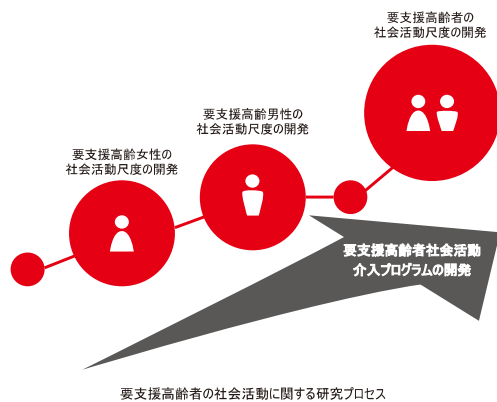 要支援高齢者の
社会活動尺度の開発
要支援高齢男性の
社会活動尺度の開発
要支援高齢女性の
社会活動尺度の開発
要支援高齢者社会活動
介入プログラムの開発
要支援高齢者の社会活動に関する研究プロセス